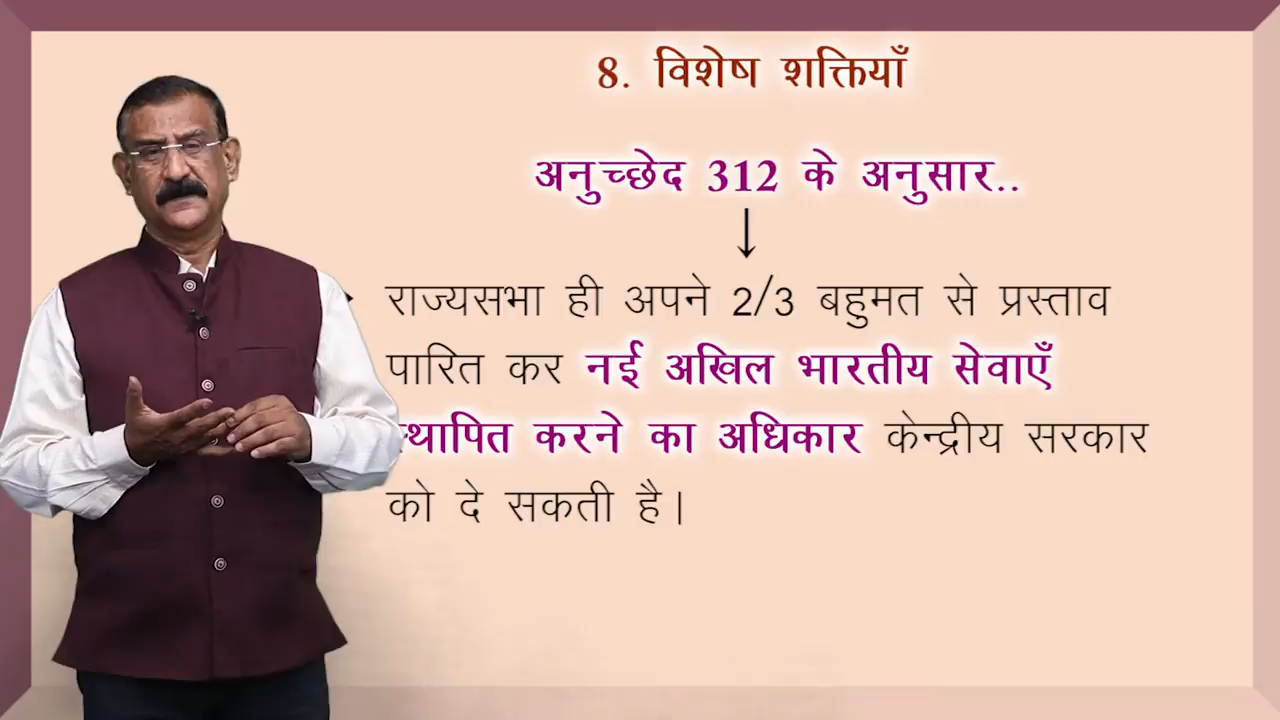 8. विशेष शक्तियाँ
अनुच्छेद 312 के अनुसार..
राज्यसभा ही अपने 2/3 बहुमत से प्रस्ताव
पारित कर नई अखिल भारतीय सेवाएँ
स्थापित करने का अधिकार केन्द्रीय सरकार
को दे सकती है।